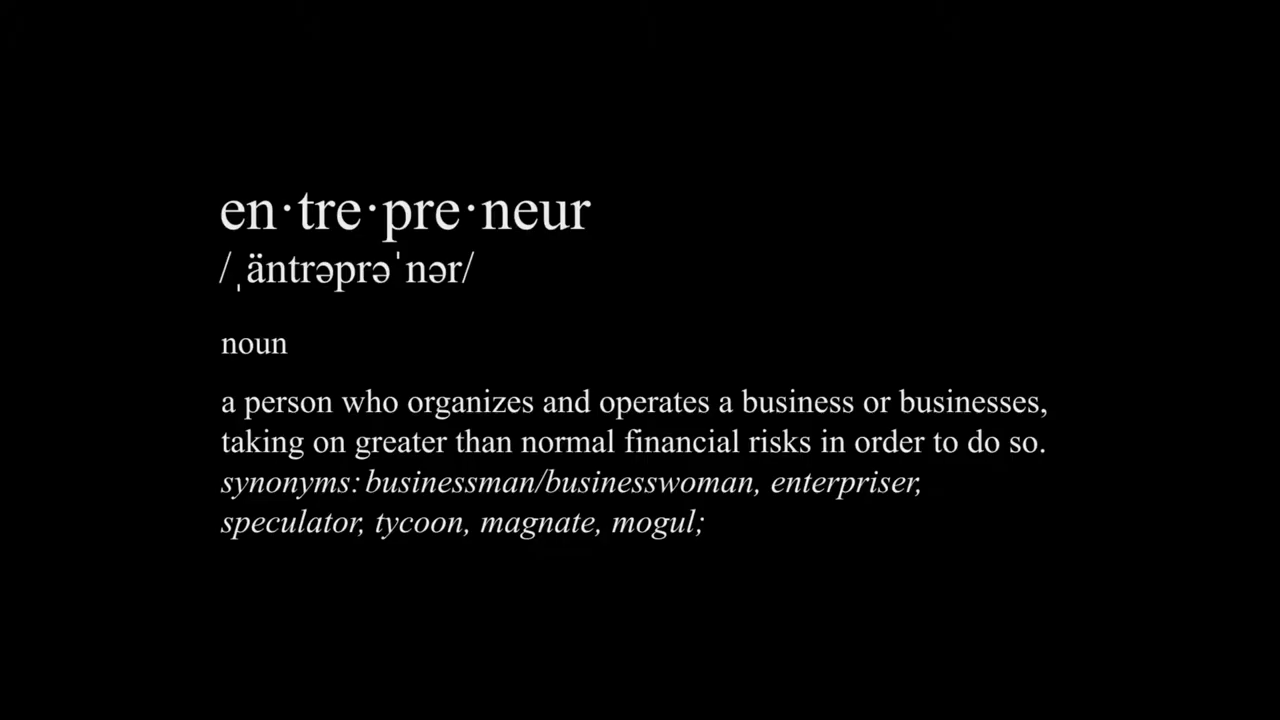 en·tre·pre·neur
/ˌäntrəprəˈnər/
noun
a person who organizes and operates a business or businesses,
taking on greater than normal financial risks in order to do so.
synonyms: businessman/businesswoman, enterpriser,
speculator, tycoon, magnate, mogul;